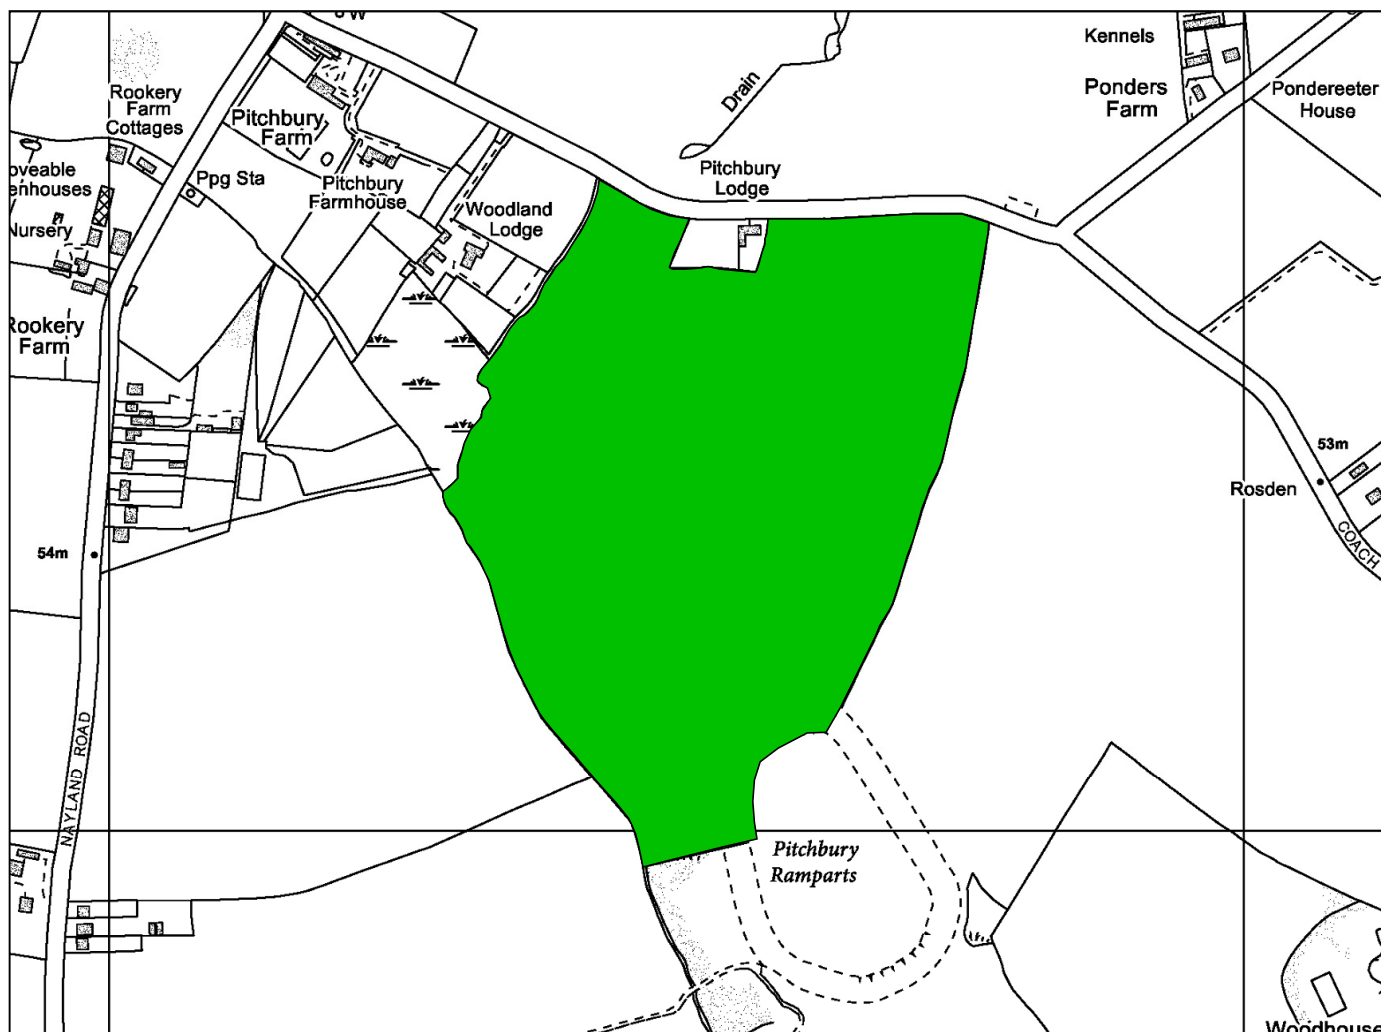 Kennels
Ponders
Farm
Pondereeter
House
Drain
Rookery
Farm
Cottages
Pitchbury
Farm
oveable
enhouses
Ppg Sta
Pitchbury
Farmhouse
Pitchbury
Lodge
Nursery
Woodland
Lodge
Rookery
Farm
53m
Rosden
COACH
54m
NAYLAND ROAD
Pitchbury
Ramparts
Woodhouse